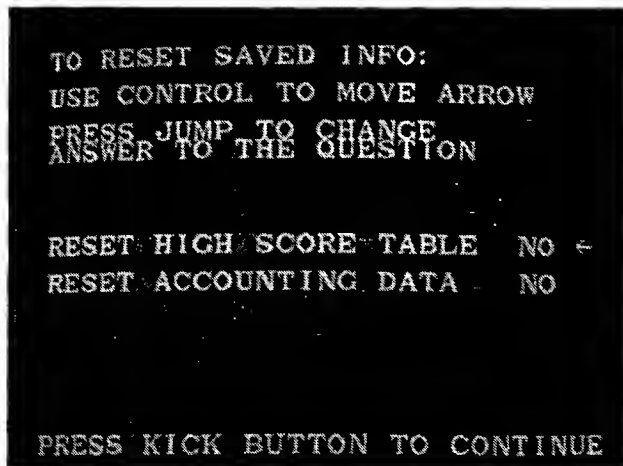 TO RESET SAVED INFO:
USE CONTROL TO MOVE ARROW
PRESS JUMP TO CHANGE
ANSWER TO THE QUESTION
RESET HIGH SCORE TABLE NO ←
RESET ACCOUNTING DATA NO
PRESS KICK BUTTON TO CONTINUE